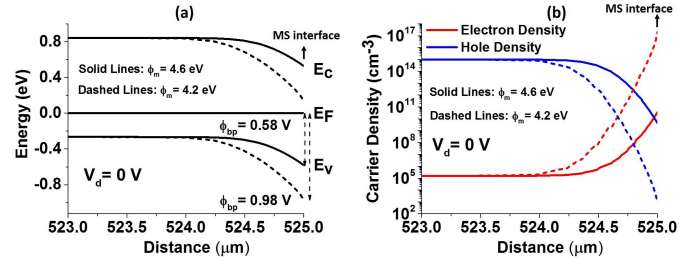 (a)
MS interface
0.8
0.4
0.0
-0.4
-0.8
Energy (eV)
Solid Lines: ϕm = 4.6 eV
Dashed Lines: ϕm = 4.2 eV
EC
EF
ϕbp= 0.58 V
EV
Vd= 0 V
ϕbp= 0.98 V
523.0 523.5 524.0 524.5 525.0
Distance (μm)
(b)
MS interface
10^17
10^14
10^10
10^5
10^2
Carrier Density (cm-3)
Electron Density
Hole Density
Solid Lines: ϕm = 4.6 eV
Dashed Lines: ϕm = 4.2 eV
Vd= 0 V
523.0 523.5 524.0 524.5 525.0
Distance (μm)